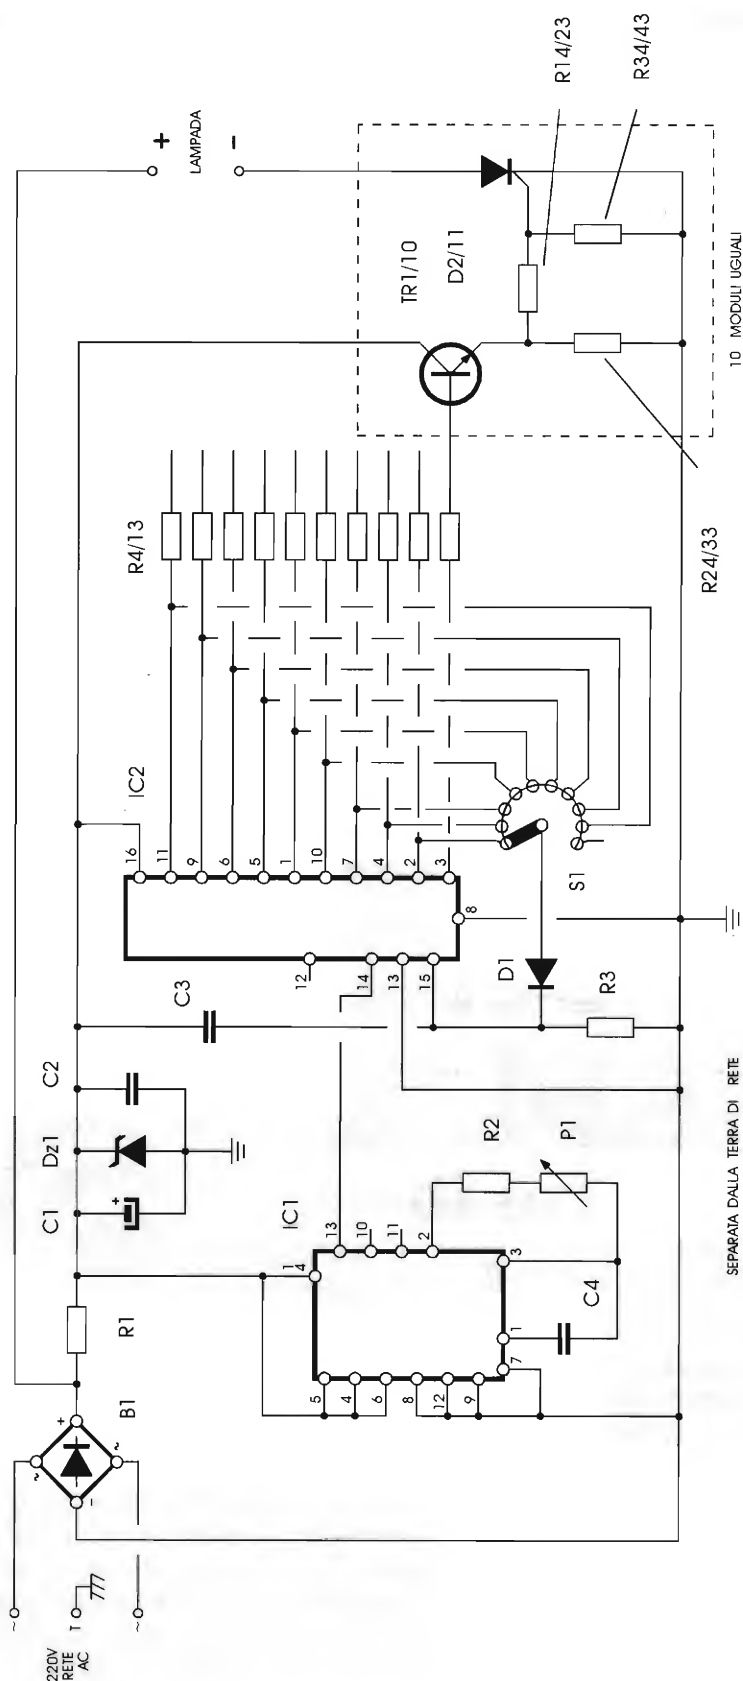 220V
RETE
AC
~
T
~
B1
+
~
~
−
R1
C1
+
Dz1
C2
C3
IC1
1
4
13
10
11
2
3
1
7
5
4
6
8
12
9
R2
P1
C4
IC2
16
11
9
6
5
1
10
7
4
2
3
8
12
14
13
15
D1
R3
S1
R4/13
+
LAMPADA
−
TR1/10
D2/11
R14/23
R34/43
R24/33
10 MODULI UGUALI
SEPARATA DALLA TERRA DI RETE